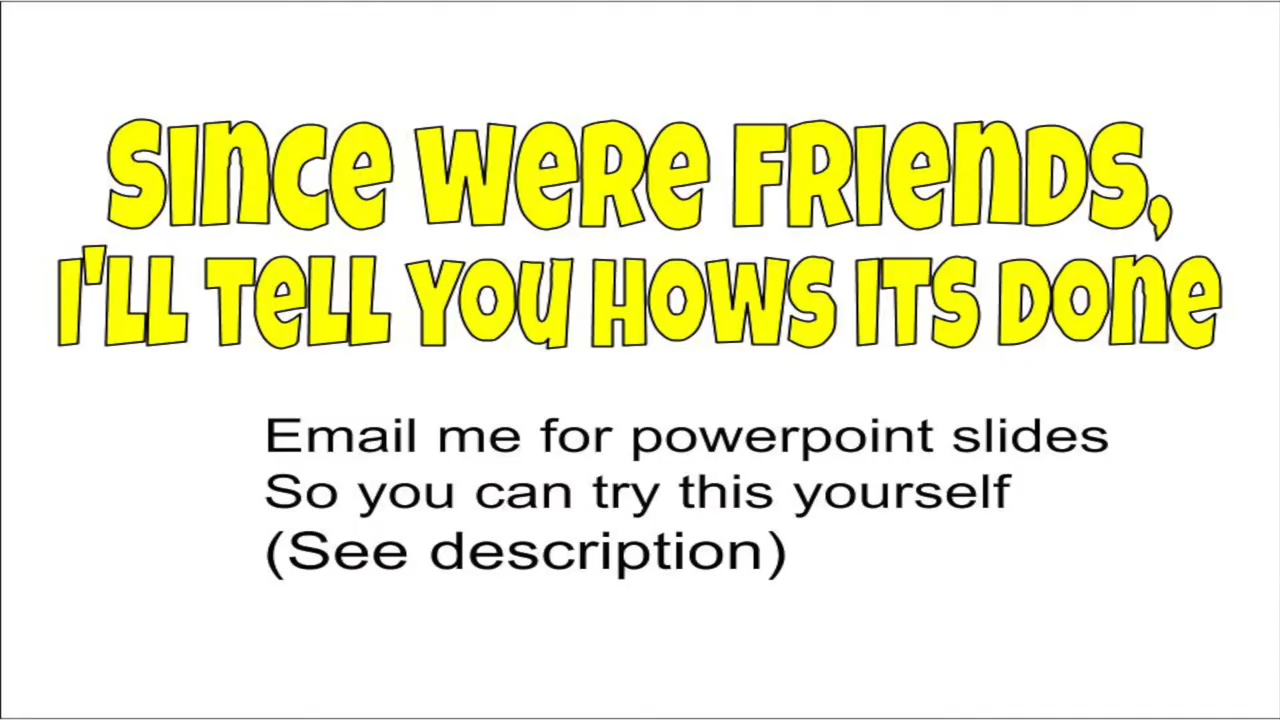 Since were Friends,
I'll tell you hows its done
Email me for powerpoint slides
So you can try this yourself
(See description)